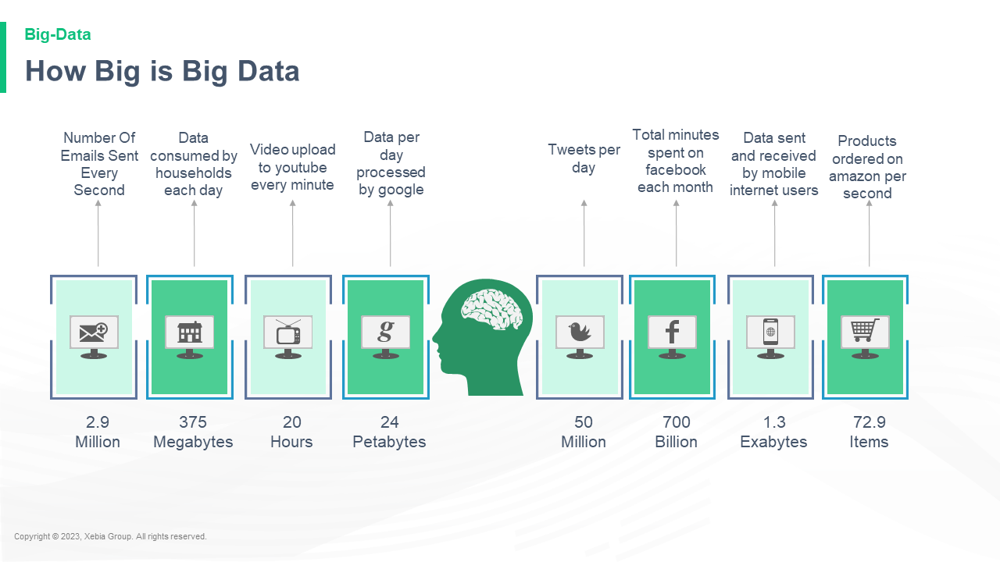 Big-Data
How Big is Big Data
Number Of
Emails Sent
Every
Second
Data
consumed by
households
each day
Video upload
to youtube
every minute
Data per
day
processed
by google
Tweets per
day
Total minutes
spent on
facebook
each month
Data sent
and received
by mobile
internet users
Products
ordered on
amazon per
second
g
f
2.9
Million
375
Megabytes
20
Hours
24
Petabytes
50
Million
700
Billion
1.3
Exabytes
72.9
Items
Copyright © 2023, Xebia Group. All rights reserved.